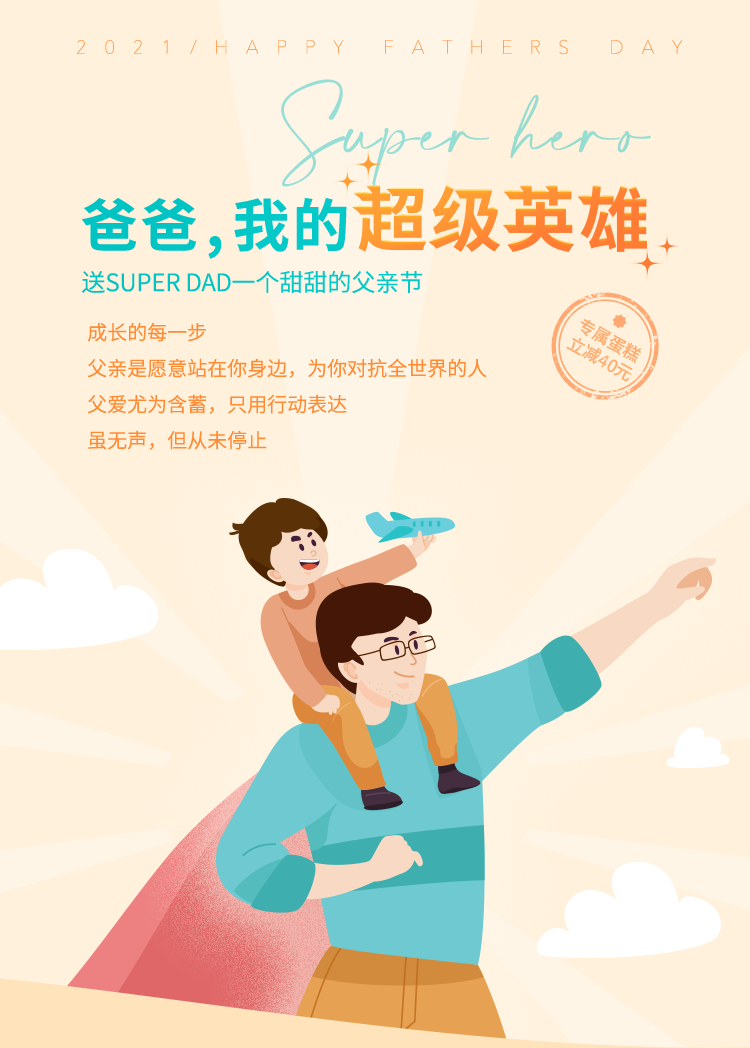 2021/HAPPY FATHERS DAY
Super hero
爸爸,我的超级英雄
送SUPER DAD一个甜甜的父亲节
成长的每一步
父亲是愿意站在你身边，为你对抗全世界的人
父爱尤为含蓄，只用行动表达
虽无声，但从未停止
专属蛋糕
立减40元